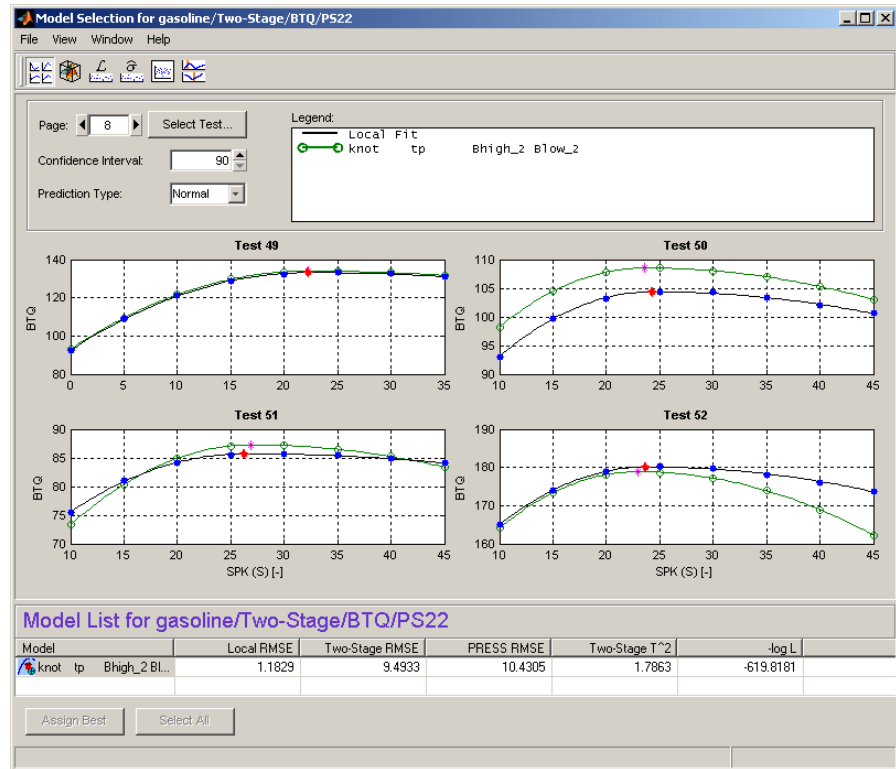 Model Selection for gasoline/Two-Stage/BTQ/PS22
File View Window Help
Page: 8 Select Test...
Confidence Interval: 90
Prediction Type: Normal
Legend:
Local Fit
knot tp Bhigh_2 Blow_2
Test 49
140
120
100
80
BTQ
0 5 10 15 20 25 30 35
Test 50
110
105
100
95
90
BTQ
10 15 20 25 30 35 40 45
Test 51
90
85
80
75
70
BTQ
10 15 20 25 30 35 40 45
SPK (S) [-]
Test 52
190
180
170
160
BTQ
10 15 20 25 30 35 40 45
SPK (S) [-]
Model List for gasoline/Two-Stage/BTQ/PS22
Model Local RMSE Two-Stage RMSE PRESS RMSE Two-Stage T^2 -log L
knot tp Bhigh_2 Bl... 1.1829 9.4933 10.4305 1.7863 -619.8181
Assign Best Select All